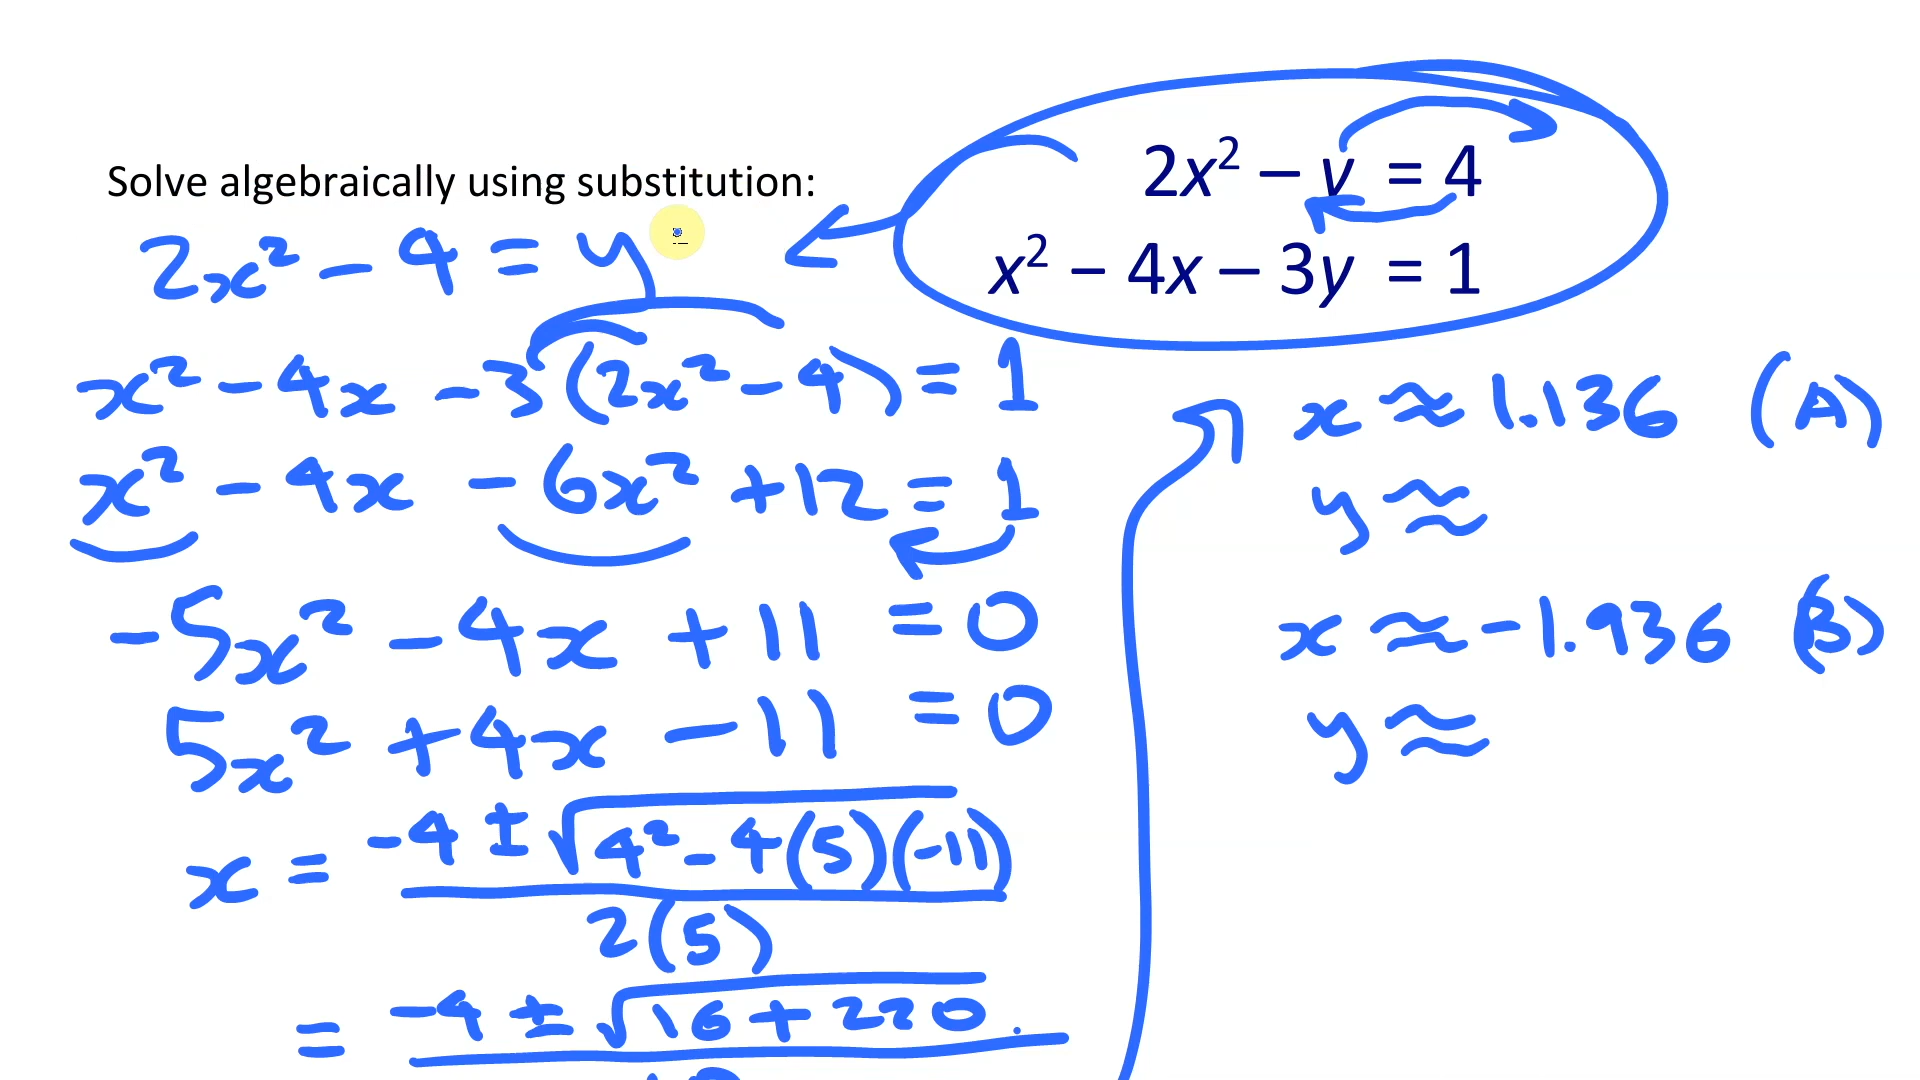 Solve algebraically using substitution:
2x² – y = 4
x² – 4x – 3y = 1
2x² - 4 = y
x² - 4x - 3(2x² - 4) = 1
x² - 4x - 6x² + 12 = 1
-5x² - 4x + 11 = 0
5x² + 4x - 11 = 0
x = -4 ± √4² - 4(5)(-11)
2(5)
= -4 ± √16 + 220
x ≈ 1.136 (A)
y ≈
x ≈ -1.936 (B)
y ≈